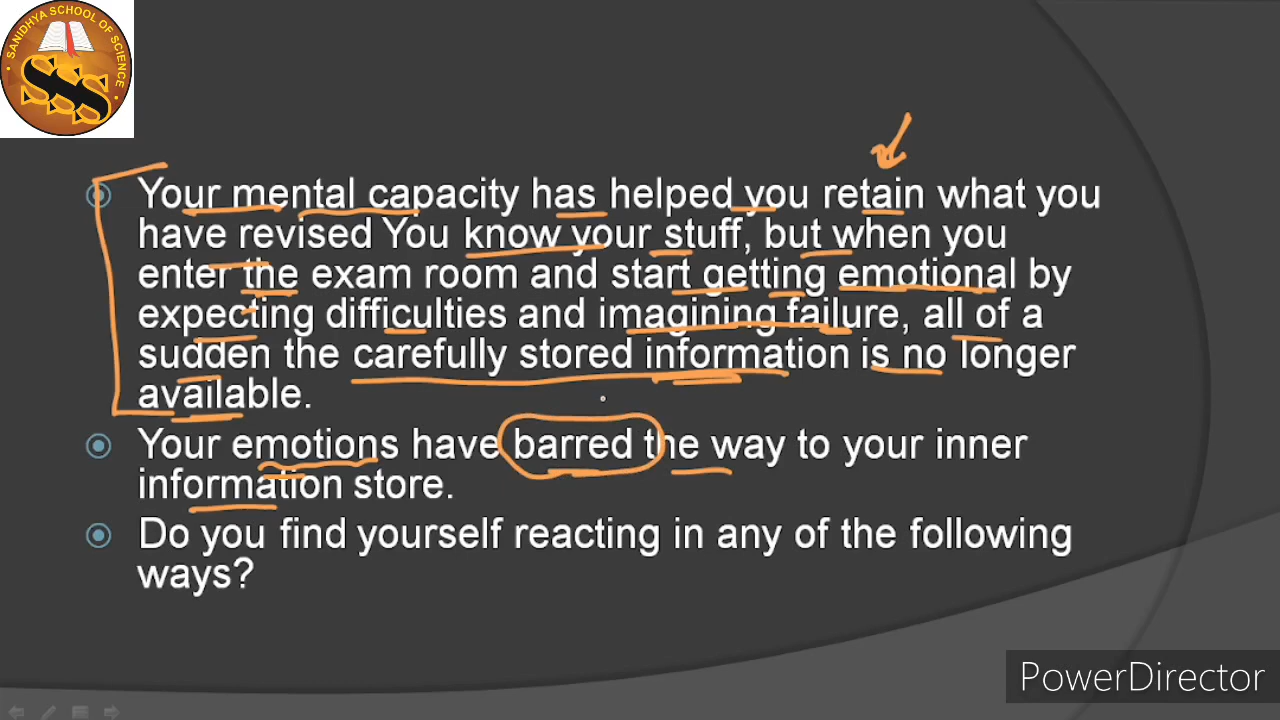 SANIDHYA SCHOOL OF SCIENCE
SSS
Your mental capacity has helped you retain what you
have revised You know your stuff, but when you
enter the exam room and start getting emotional by
expecting difficulties and imagining failure, all of a
sudden the carefully stored information is no longer
available.
Your emotions have barred the way to your inner
information store.
Do you find yourself reacting in any of the following
ways?
PowerDirector